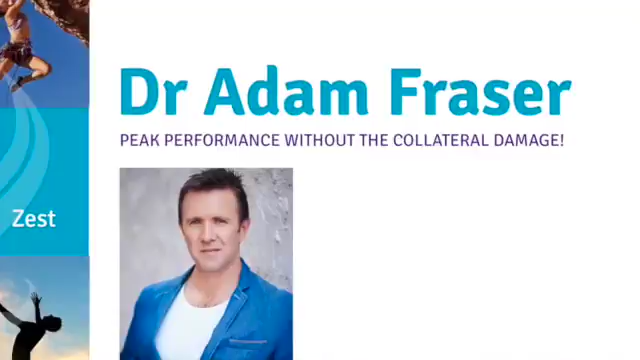 Dr Adam Fraser
PEAK PERFORMANCE WITHOUT THE COLLATERAL DAMAGE!
Zest